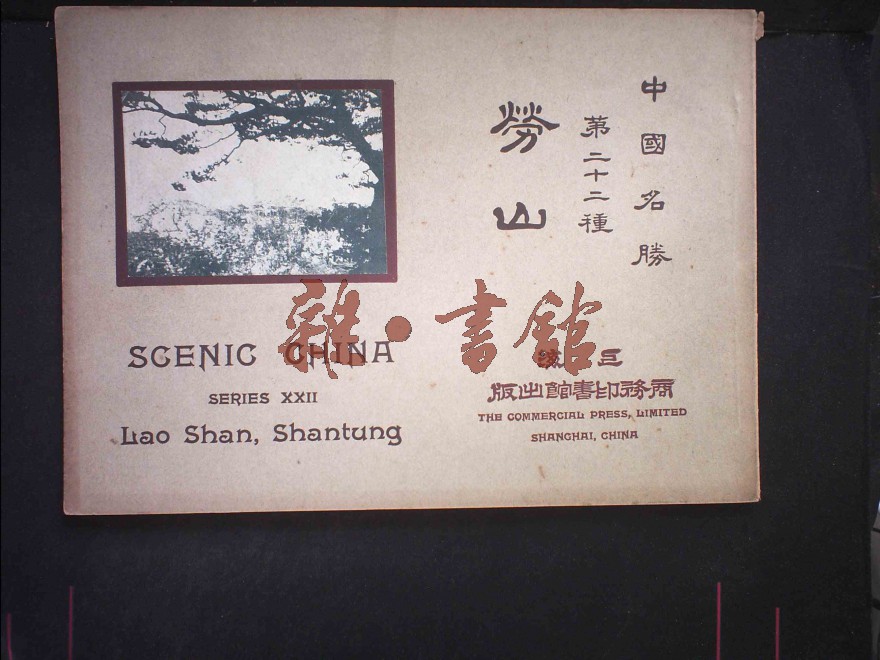 中國名勝
第二十二種
勞山
SCENIC CHINA
SERIES XXII
Lao Shan, Shantung
商務印書館出版
THE COMMERCIAL PRESS, LIMITED
SHANGHAI, CHINA
雜·書館